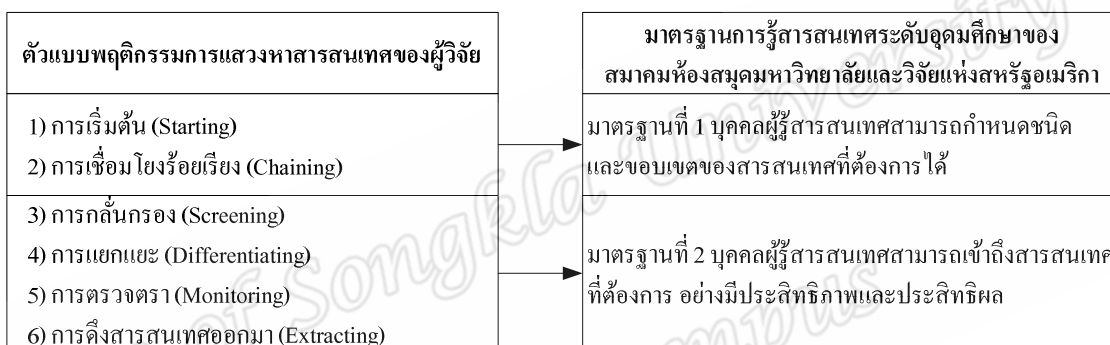 ตัวแบบพฤติกรรมการแสวงหาสารสนเทศของผู้วิจัย
มาตรฐานการรู้สารสนเทศระดับอุดมศึกษาของ
สมาคมห้องสมุดมหาวิทยาลัยและวิจัยแห่งสหรัฐอเมริกา
1) การเริ่มต้น (Starting)
2) การเชื่อมโยงร้อยเรียง (Chaining)
มาตรฐานที่ 1 บุคคลผู้รู้สารสนเทศสามารถกำหนดชนิด
และขอบเขตของสารสนเทศที่ต้องการได้
3) การกลั่นกรอง (Screening)
4) การแยกแยะ (Differentiating)
5) การตรวจตรา (Monitoring)
6) การดึงสารสนเทศออกมา (Extracting)
มาตรฐานที่ 2 บุคคลผู้รู้สารสนเทศสามารถเข้าถึงสารสนเทศ
ที่ต้องการ อย่างมีประสิทธิภาพและประสิทธิผล
of Songkla University